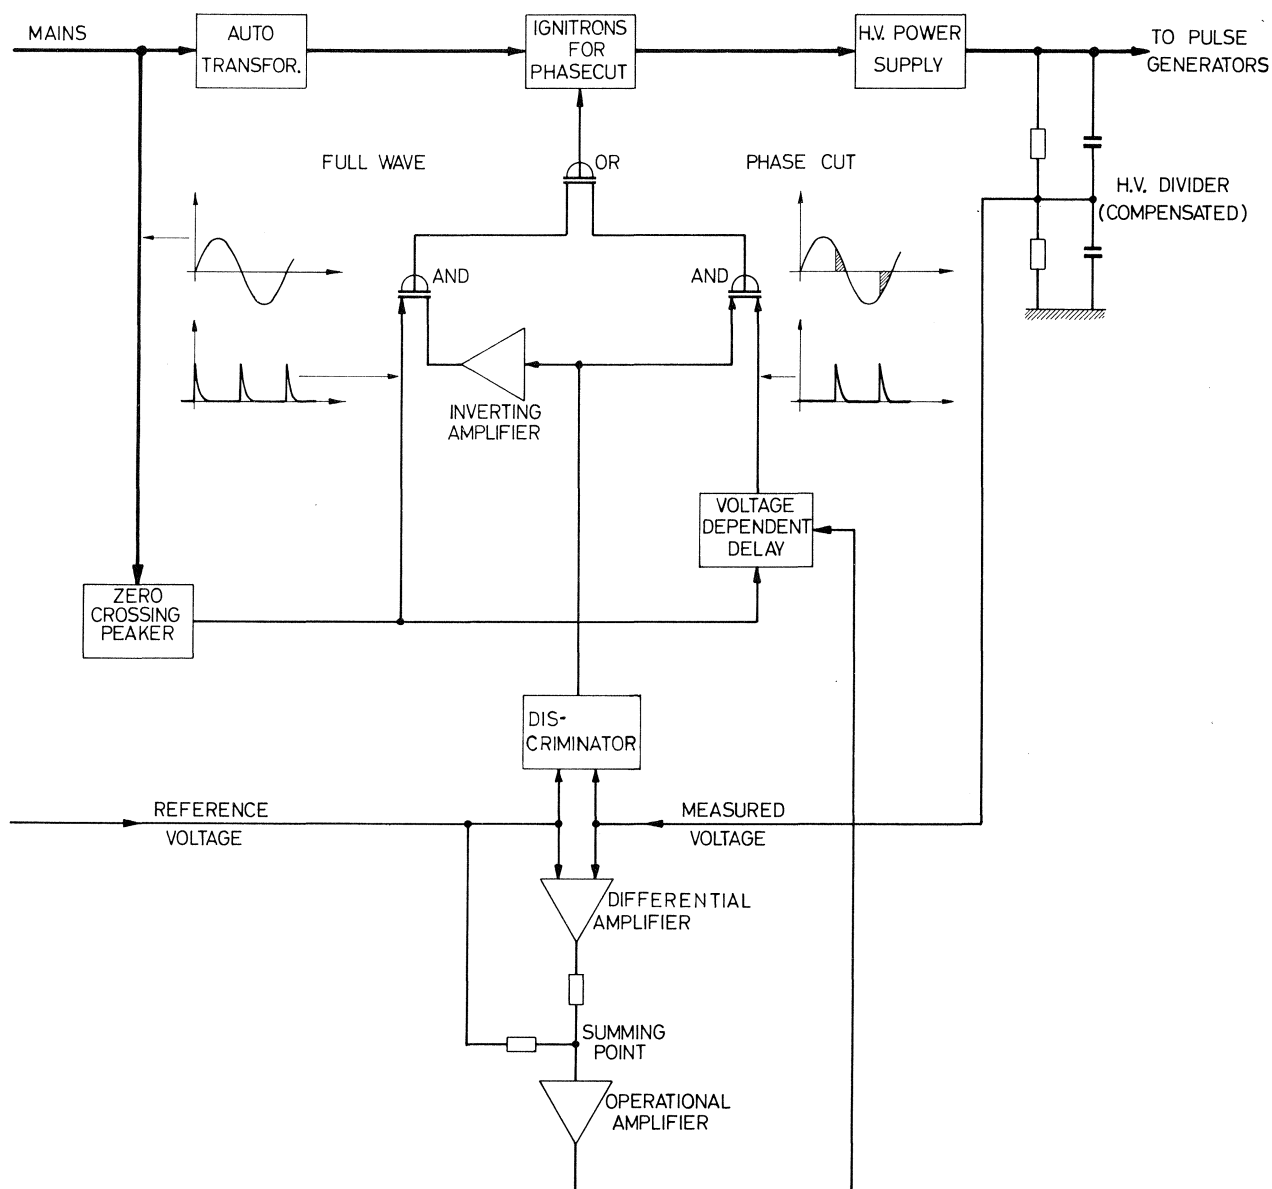 MAINS
AUTO
TRANSFOR.
IGNITRONS
FOR
PHASECUT
H.V. POWER
SUPPLY
TO PULSE
GENERATORS
FULL WAVE
OR
PHASE CUT
H.V. DIVIDER
(COMPENSATED)
AND
AND
INVERTING
AMPLIFIER
VOLTAGE
DEPENDENT
DELAY
ZERO
CROSSING
PEAKER
DIS-
CRIMINATOR
REFERENCE
VOLTAGE
MEASURED
VOLTAGE
DIFFERENTIAL
AMPLIFIER
SUMMING
POINT
OPERATIONAL
AMPLIFIER